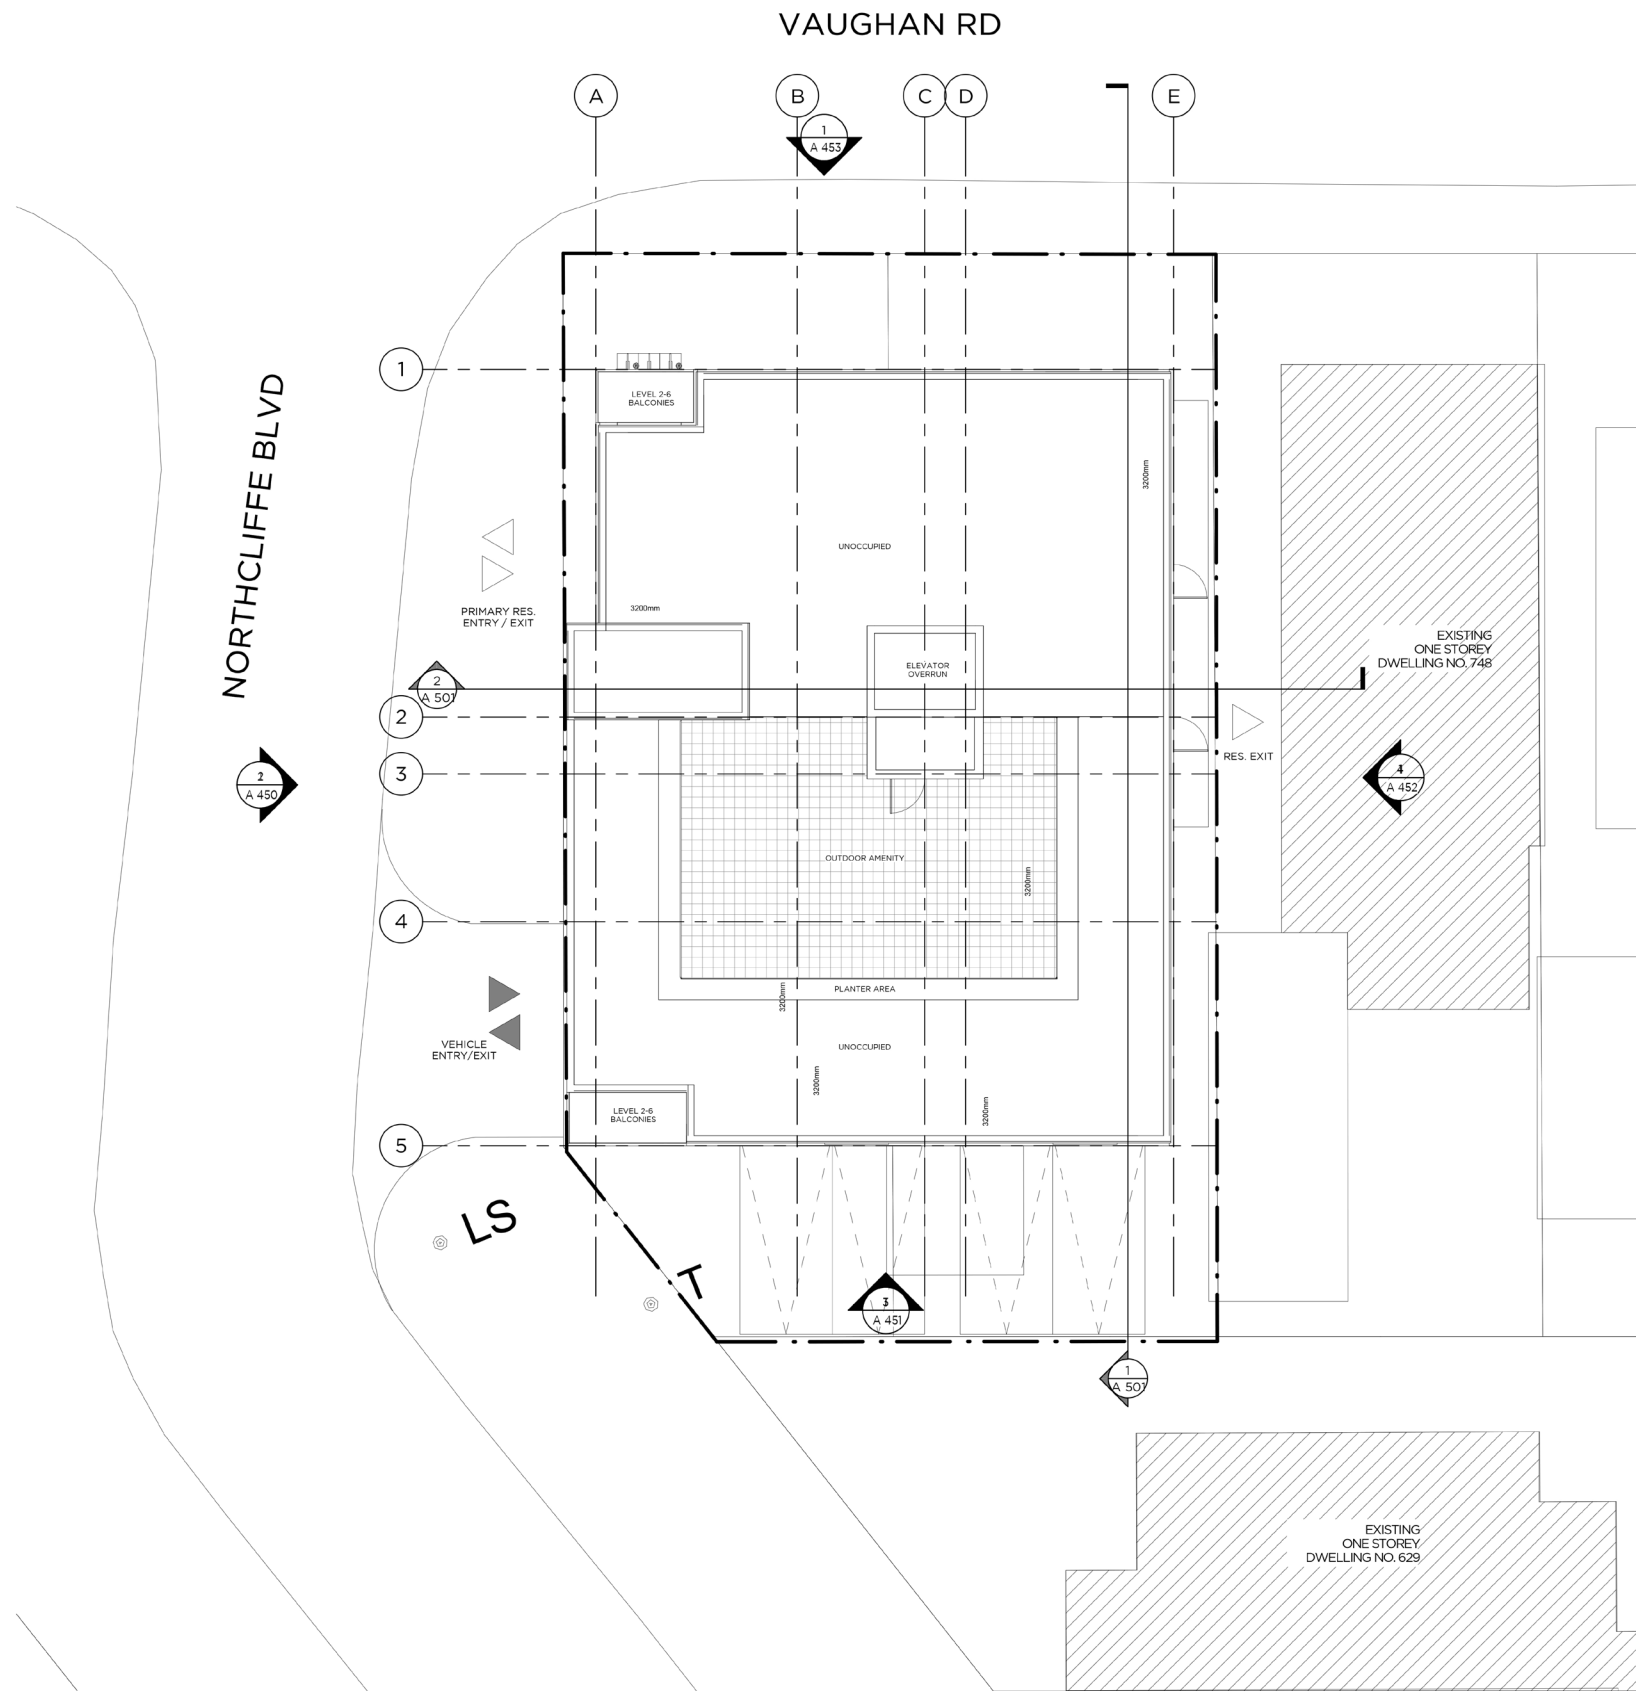 VAUGHAN RD
A
B
C
D
E
1
A 453
1
NORTHCLIFFE BLVD
LEVEL 2-6
BALCONIES
3200mm
UNOCCUPIED
3200mm
PRIMARY RES.
ENTRY / EXIT
EXISTING
ONE STOREY
DWELLING NO. 748
ELEVATOR
OVERRUN
2
A 501
2
RES. EXIT
3
A 450
A 452
OUTDOOR AMENITY
3200mm
4
PLANTER AREA
3200mm
VEHICLE
ENTRY/EXIT
UNOCCUPIED
3200mm
3200mm
LEVEL 2-6
BALCONIES
5
LS
T
A 451
1
A 501
EXISTING
ONE STOREY
DWELLING NO. 629